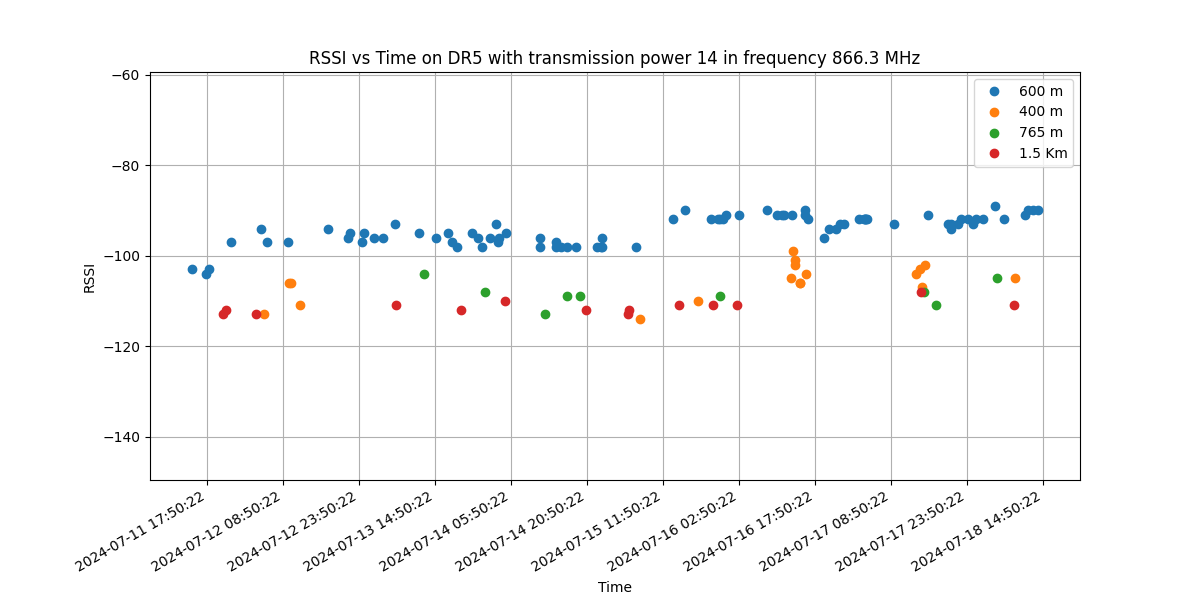 RSSI vs Time on DR5 with transmission power 14 in frequency 866.3 MHz
600 m
400 m
765 m
1.5 Km
RSSI
−60
−80
−100
−120
−140
2024-07-11 17:50:22
2024-07-12 08:50:22
2024-07-12 23:50:22
2024-07-13 14:50:22
2024-07-14 05:50:22
2024-07-14 20:50:22
2024-07-15 11:50:22
2024-07-16 02:50:22
2024-07-16 17:50:22
2024-07-17 08:50:22
2024-07-17 23:50:22
2024-07-18 14:50:22
Time